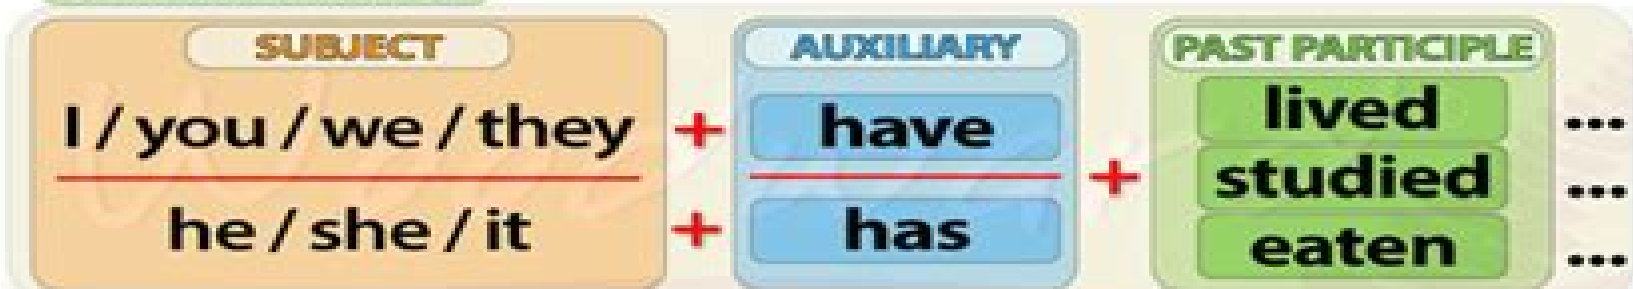 SUBJECT AUXILIARY PAST PARTICIPLE
I / you / we / they + have lived ...
+ studied ...
he / she / it + has eaten ...